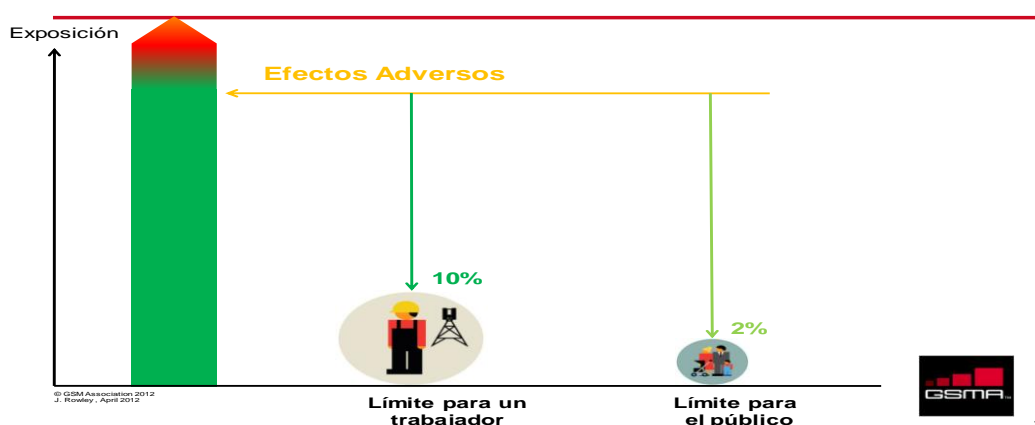 Exposición
Efectos Adversos
10%
2%
© GSM Association 2012
J. Rowley, April 2012
Límite para un
trabajador
Límite para
el público
GSMA™